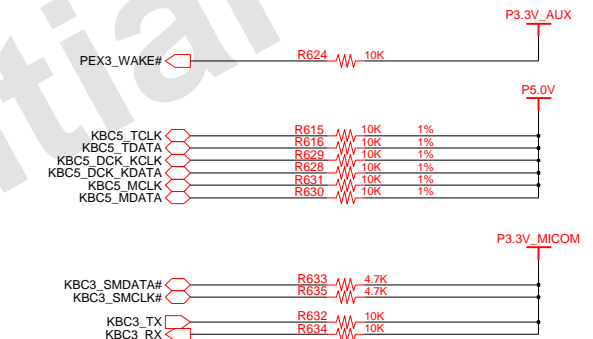 P3.3V_AUX
PEX3_WAKE# R624 10K
P5.0V
KBC5_TCLK R615 10K 1%
KBC5_TDATA R616 10K 1%
KBC5_DCK_KCLK R629 10K 1%
KBC5_DCK_KDATA R628 10K 1%
KBC5_MCLK R631 10K 1%
KBC5_MDATA R630 10K 1%
P3.3V_MICOM
KBC3_SMDATA# R633 4.7K
KBC3_SMCLK# R635 4.7K
KBC3_TX R632 10K
KBC3_RX R634 10K
tial